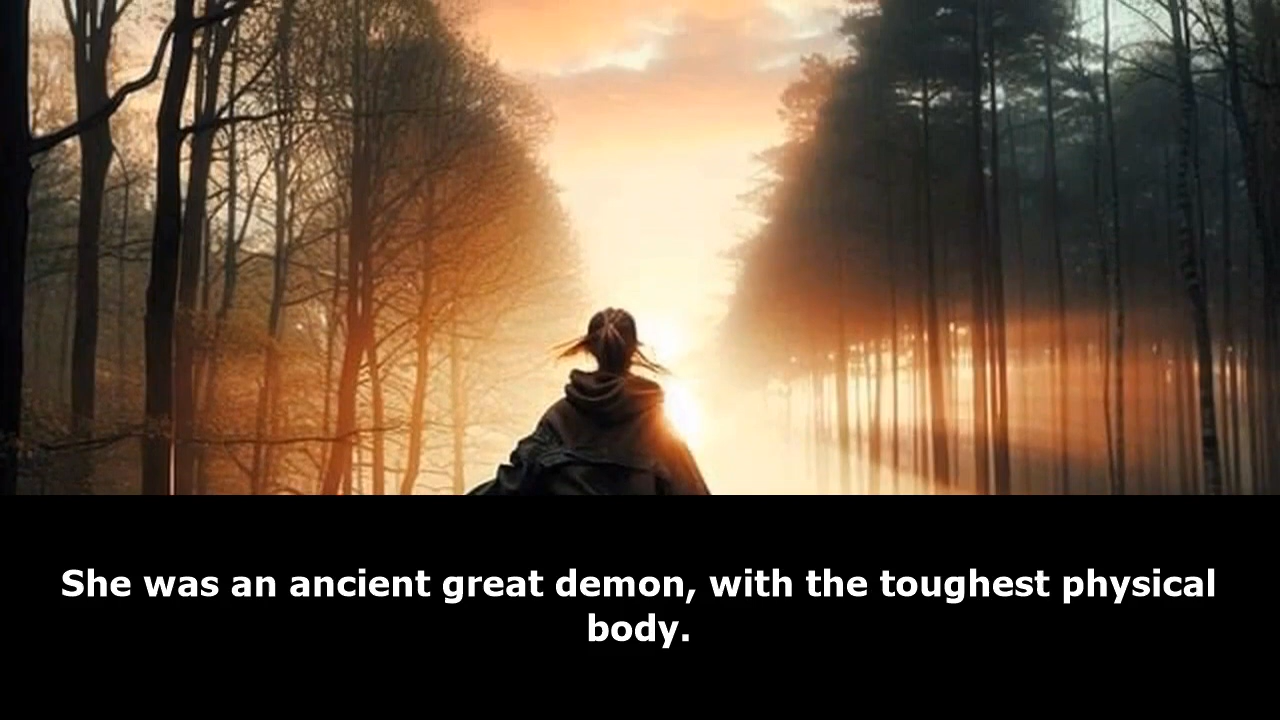 She was an ancient great demon, with the toughest physical
body.